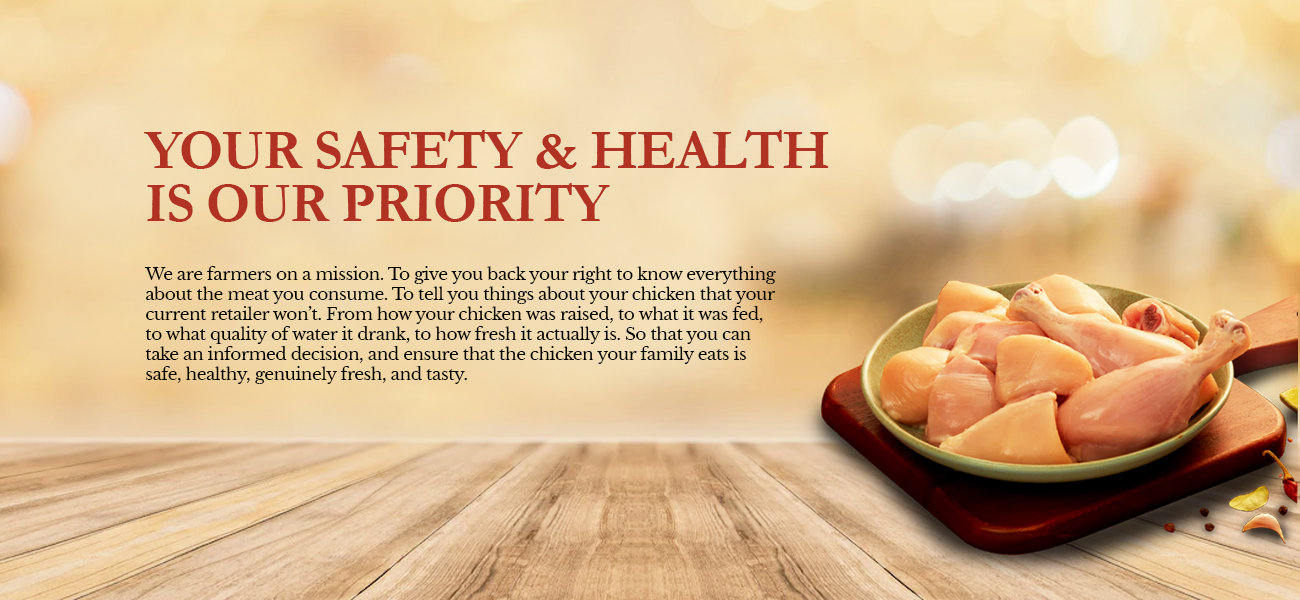 YOUR SAFETY & HEALTH
IS OUR PRIORITY
We are farmers on a mission. To give you back your right to know everything
about the meat you consume. To tell you things about your chicken that your
current retailer won’t. From how your chicken was raised, to what it was fed,
to what quality of water it drank, to how fresh it actually is. So that you can
take an informed decision, and ensure that the chicken your family eats is
safe, healthy, genuinely fresh, and tasty.